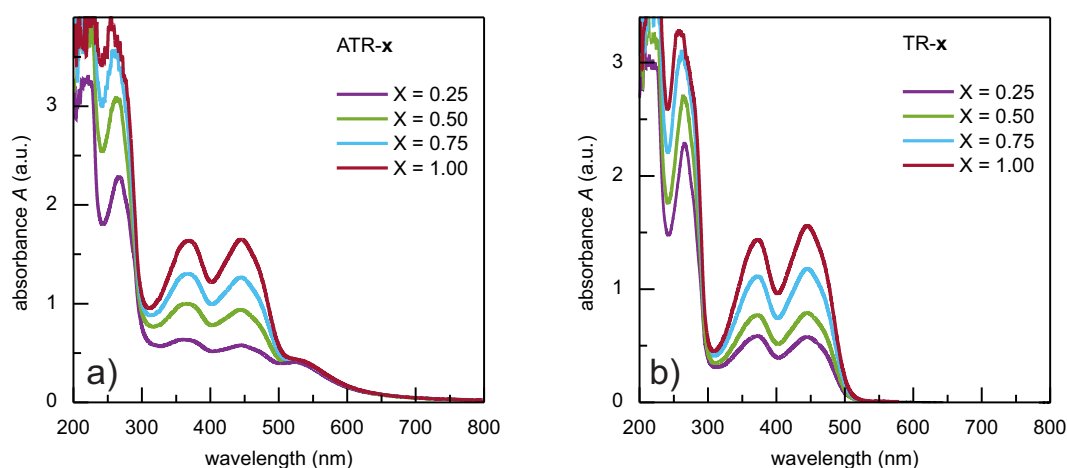 ATR-x
X = 0.25
X = 0.50
X = 0.75
X = 1.00
3
2
1
0
absorbance A (a.u.)
a)
200 300 400 500 600 700 800
wavelength (nm)
TR-x
X = 0.25
X = 0.50
X = 0.75
X = 1.00
3
2
1
0
absorbance A (a.u.)
b)
200 300 400 500 600 700 800
wavelength (nm)